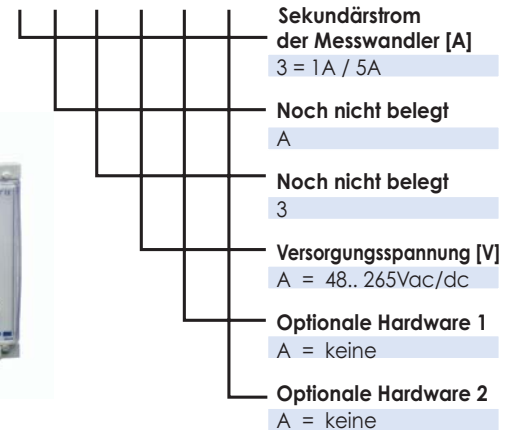 Sekundärstrom
der Messwandler [A]
3 = 1A / 5A
Noch nicht belegt
A
Noch nicht belegt
3
Versorgungsspannung [V]
A = 48.. 265Vac/dc
Optionale Hardware 1
A = keine
Optionale Hardware 2
A = keine